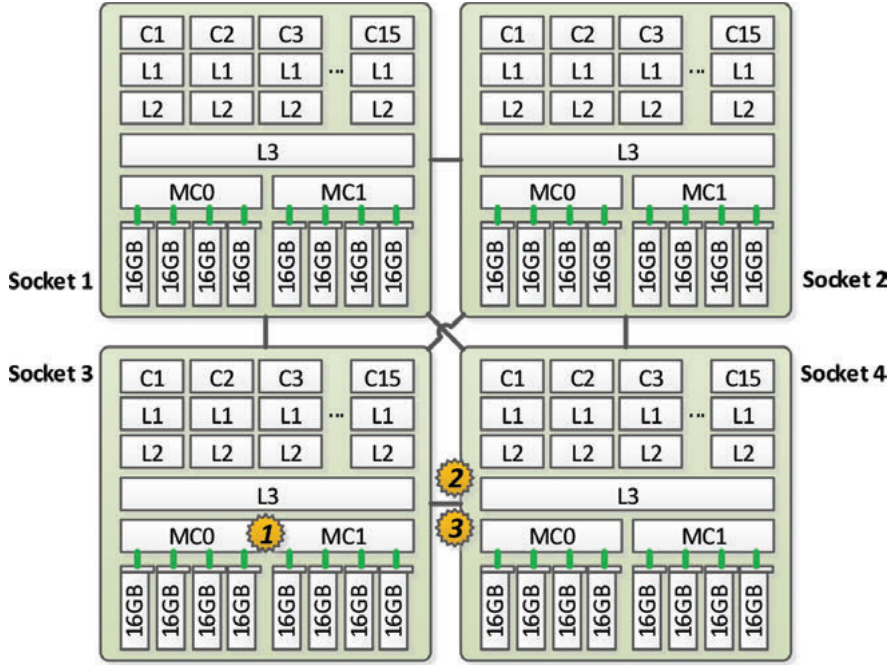 C1 C2 C3 C15
L1 L1 L1 ... L1
L2 L2 L2 L2
L3
MC0 MC1
16GB 16GB 16GB 16GB 16GB 16GB 16GB 16GB
Socket 1
C1 C2 C3 C15
L1 L1 L1 ... L1
L2 L2 L2 L2
L3
MC0 MC1
16GB 16GB 16GB 16GB 16GB 16GB 16GB 16GB
Socket 2
Socket 3
C1 C2 C3 C15
L1 L1 L1 ... L1
L2 L2 L2 L2
L3
MC0 1 MC1
16GB 16GB 16GB 16GB 16GB 16GB 16GB 16GB
2
3
Socket 4
C1 C2 C3 C15
L1 L1 L1 ... L1
L2 L2 L2 L2
L3
MC0 MC1
16GB 16GB 16GB 16GB 16GB 16GB 16GB 16GB